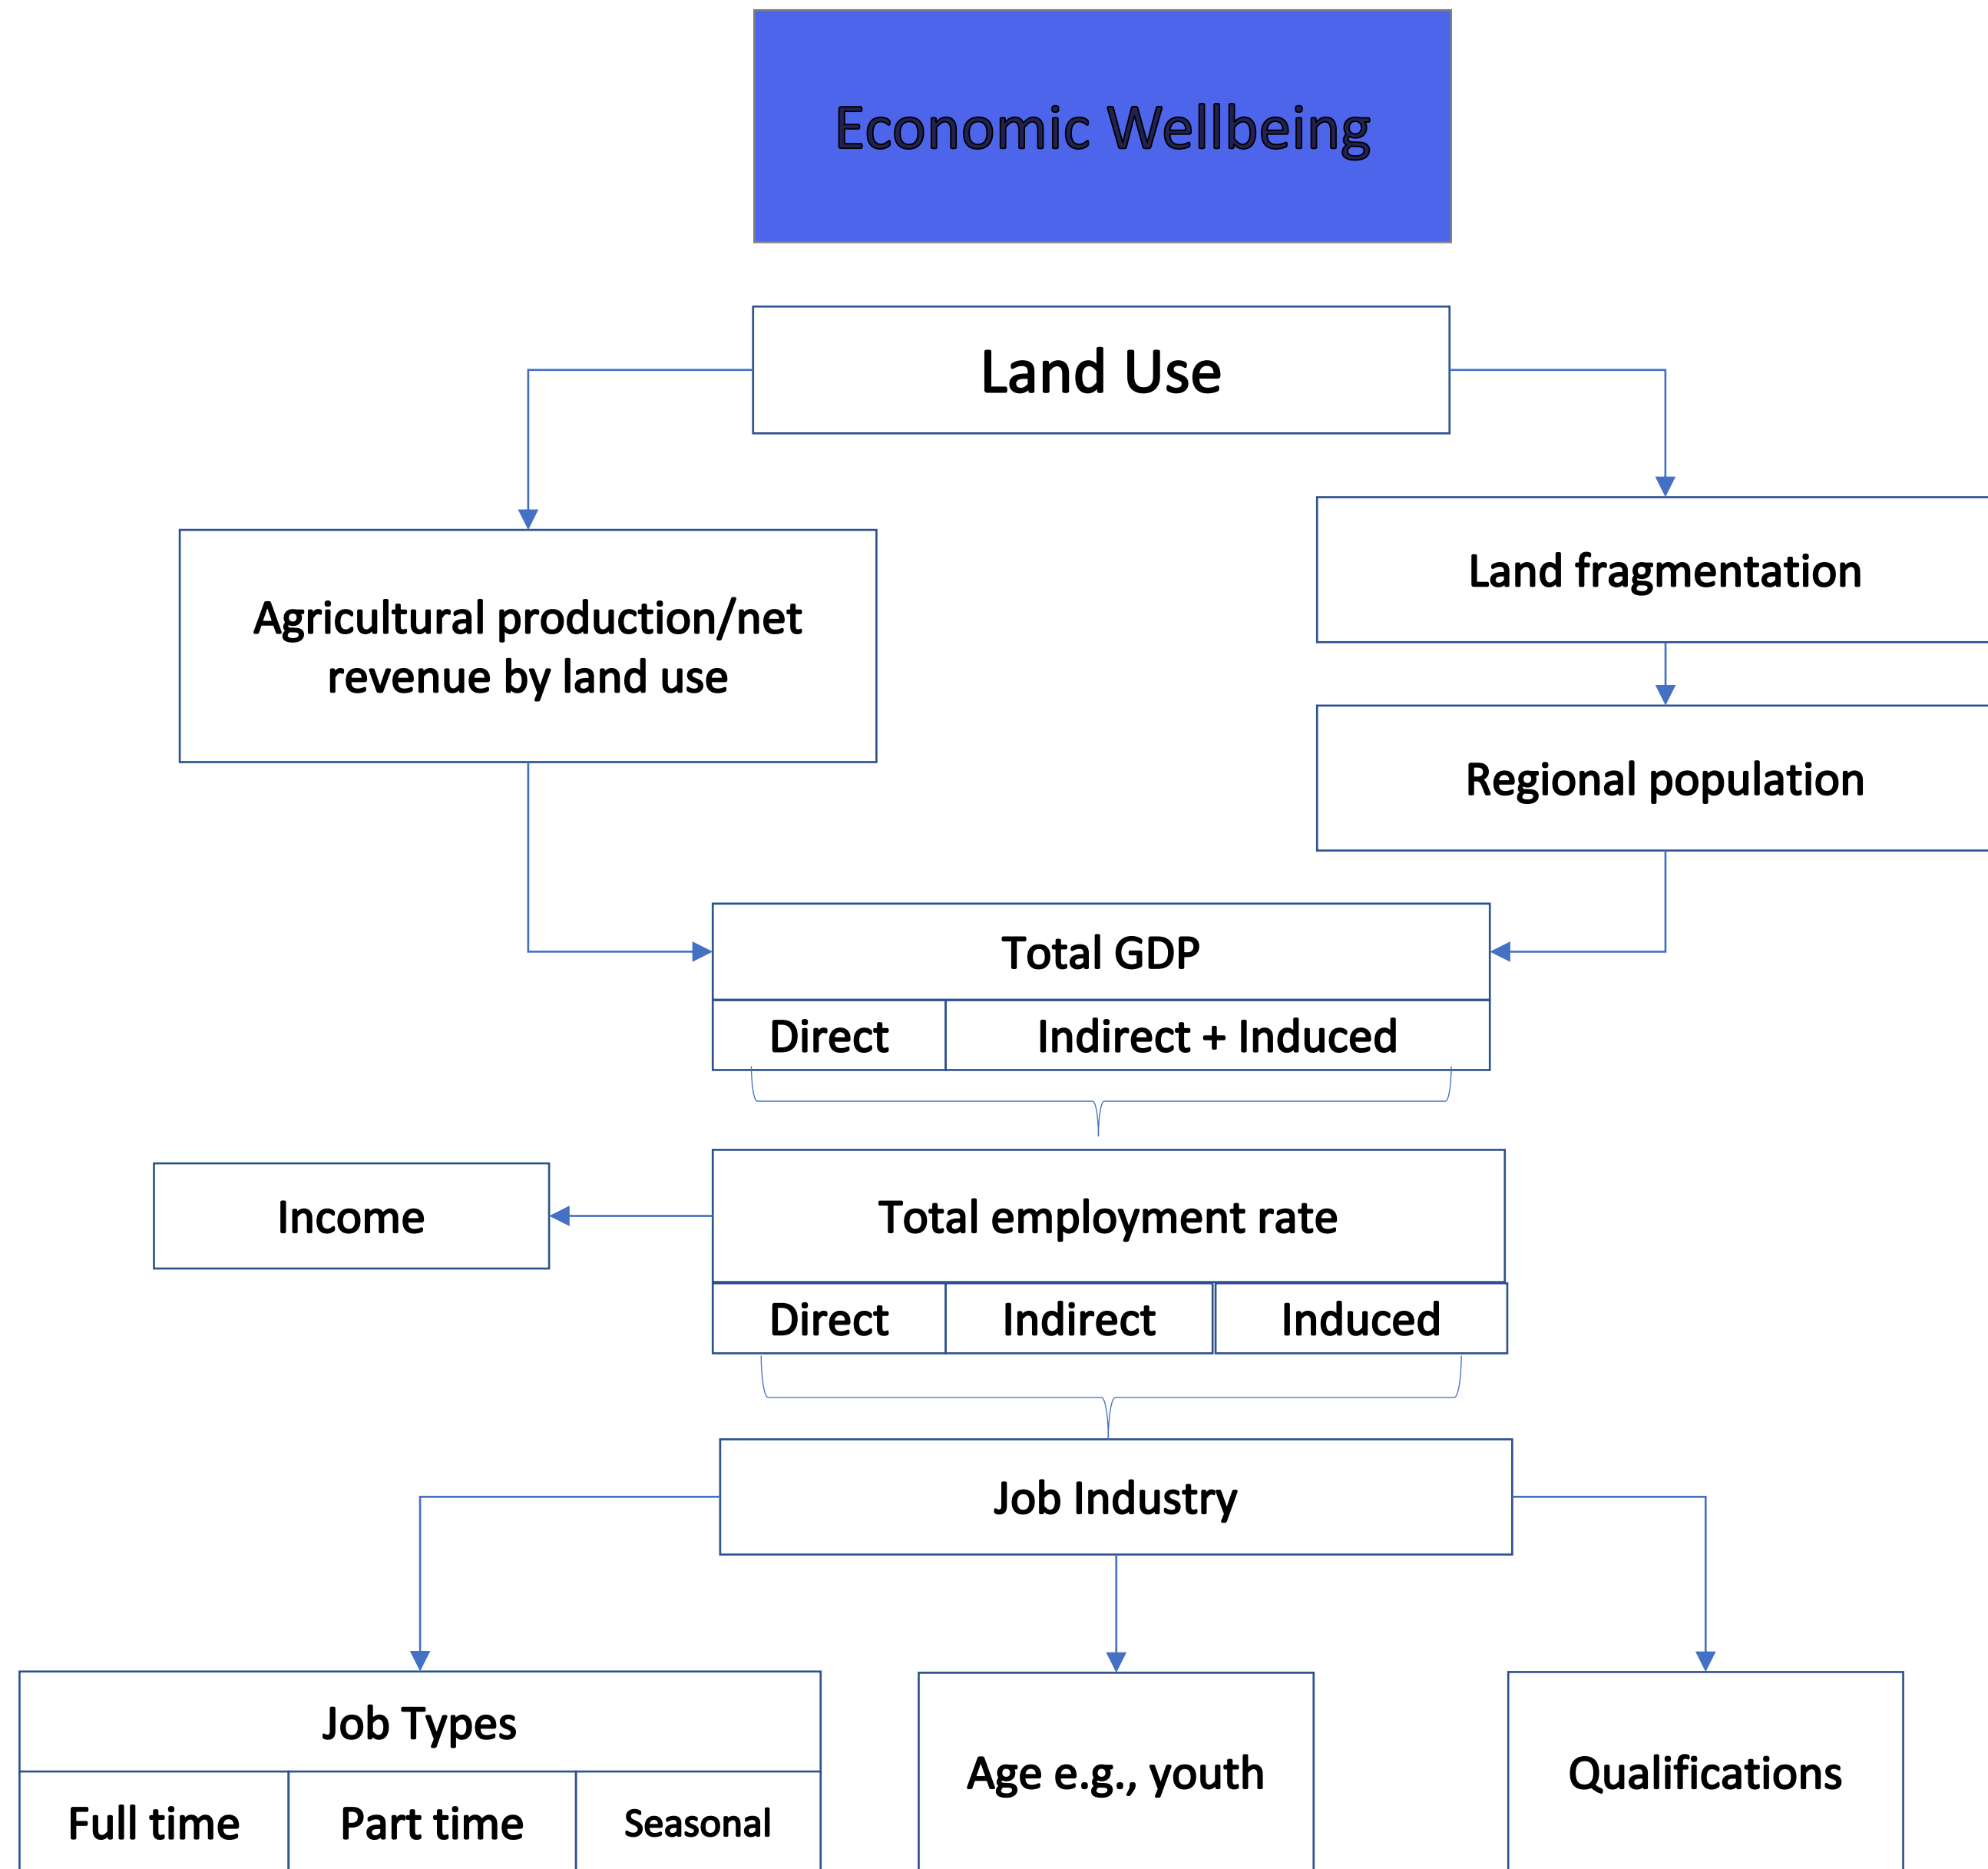 Economic Wellbeing
Land Use
Agricultural production/net
revenue by land use
Land fragmentation
Regional population
Total GDP
Direct
Indirect + Induced
Income
Total employment rate
Direct
Indirect
Induced
Job Industry
Job Types
Full time
Part time
Seasonal
Age e.g., youth
Qualifications